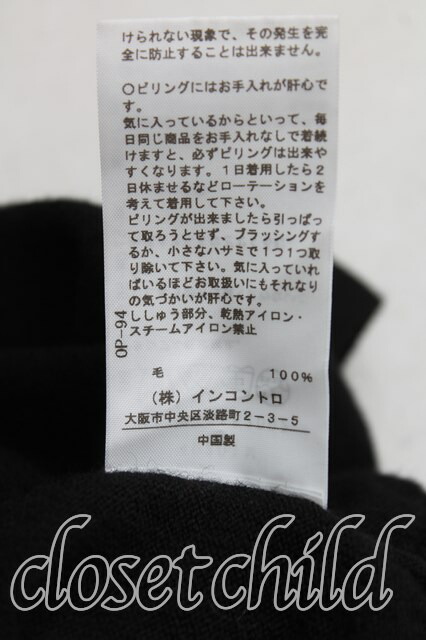 けられない現象で、その発生を完
全に防止することは出来ません。
○ピリングにはお手入れが肝心で
す。
気に入っているからといって、毎
日同じ商品をお手入れなしで着続
けますと、必ずピリングは出来や
すくなります。1日着用したら2
日休ませるなどローテーションを
考えて着用して下さい。
ピリングが出来ましたら引っぱっ
て取ろうとせず、ブラッシングす
るか、小さなハサミで1つ1つ取
り除いて下さい。気に入っていれ
ばいるほどお取扱いにもそれなり
の気づかいが肝心です。
ししゅう部分、乾熱アイロン・
スチームアイロン禁止
OP-94
毛 100%
(株)インコントロ
大阪市中央区淡路町2-3-5
中国製
closet child